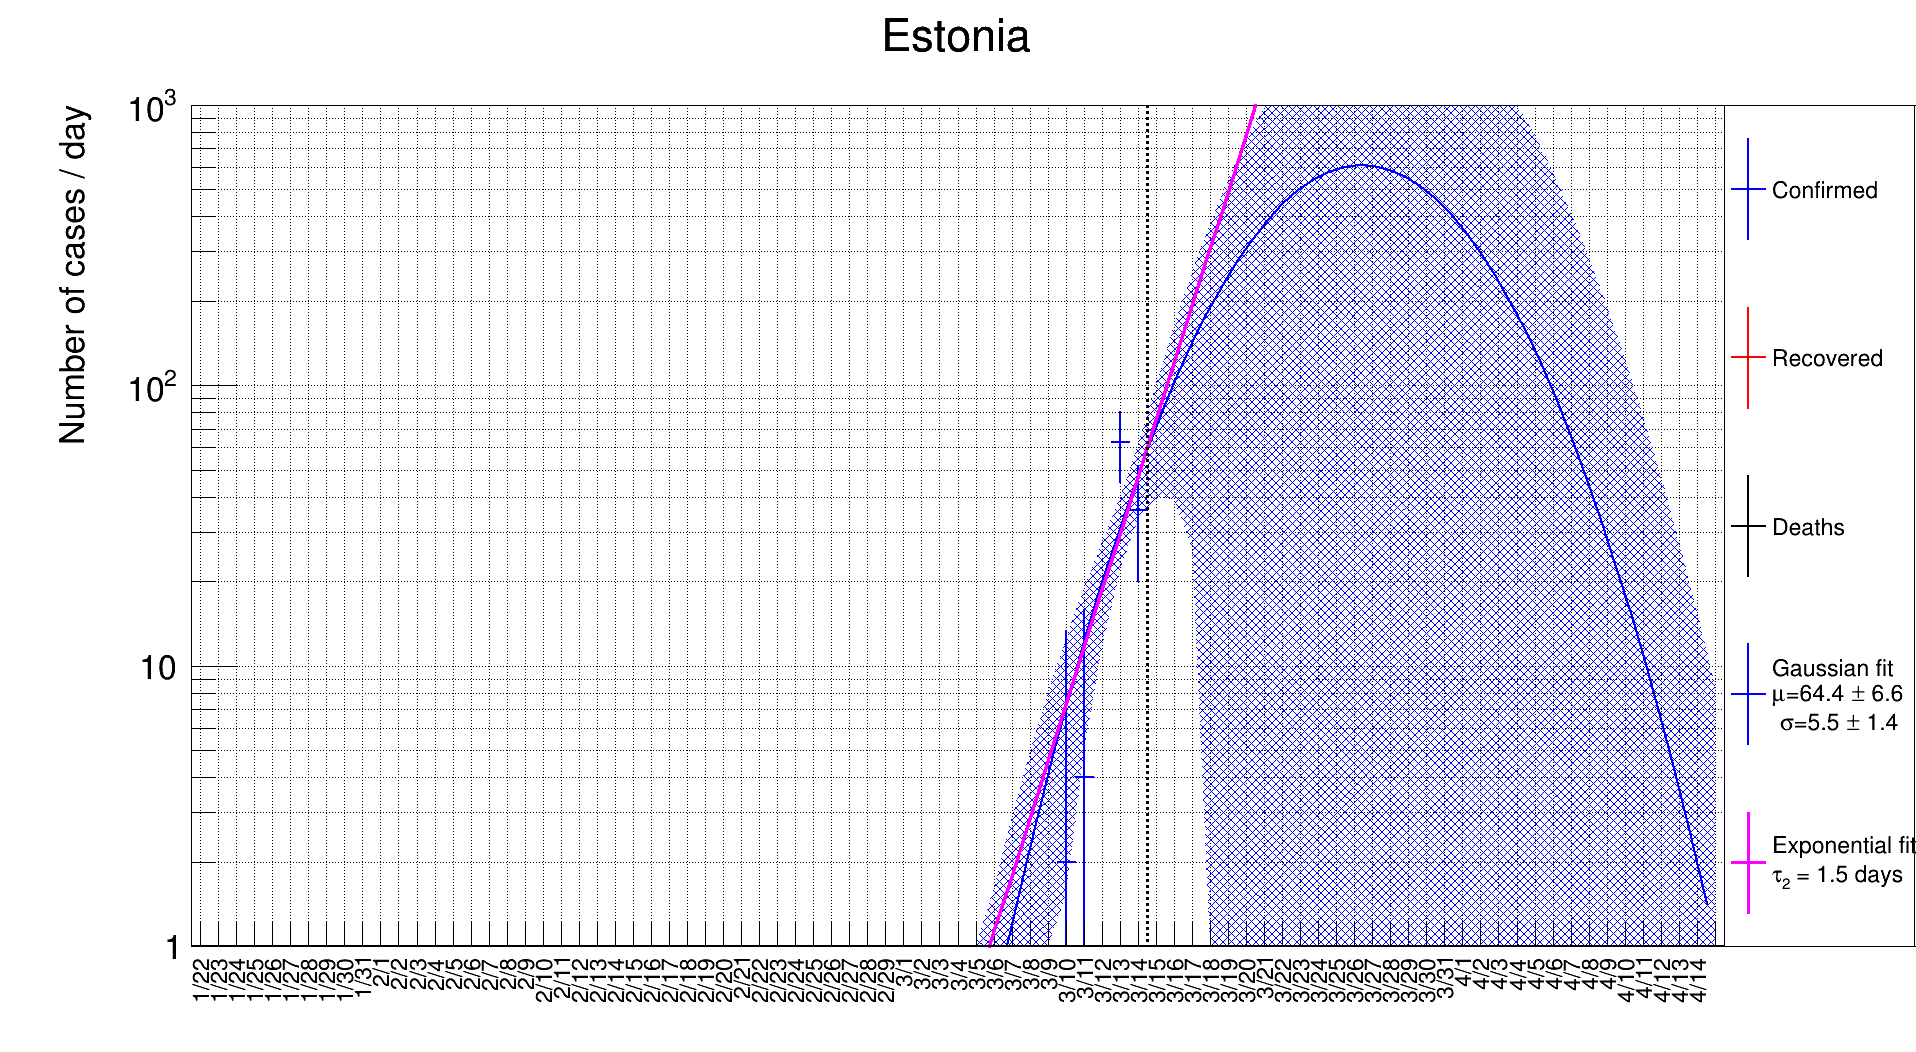 Estonia
Number of cases / day
10³
10²
10
1
1/22 1/23 1/24 1/25 1/26 1/27 1/28 1/29 1/30 1/31 2/1 2/2 2/3 2/4 2/5 2/6 2/7 2/8 2/9 2/10 2/11 2/12 2/13 2/14 2/15 2/16 2/17 2/18 2/19 2/20 2/21 2/22 2/23 2/24 2/25 2/26 2/27 2/28 2/29 3/1 3/2 3/3 3/4 3/5 3/6 3/7 3/8 3/9 3/10 3/11 3/12 3/13 3/14 3/15 3/16 3/17 3/18 3/19 3/20 3/21 3/22 3/23 3/24 3/25 3/26 3/27 3/28 3/29 3/30 3/31 4/1 4/2 4/3 4/4 4/5 4/6 4/7 4/8 4/9 4/10 4/11 4/12 4/13 4/14
Confirmed
Recovered
Deaths
Gaussian fit
μ=64.4 ± 6.6
σ=5.5 ± 1.4
Exponential fit
τ₂ = 1.5 days